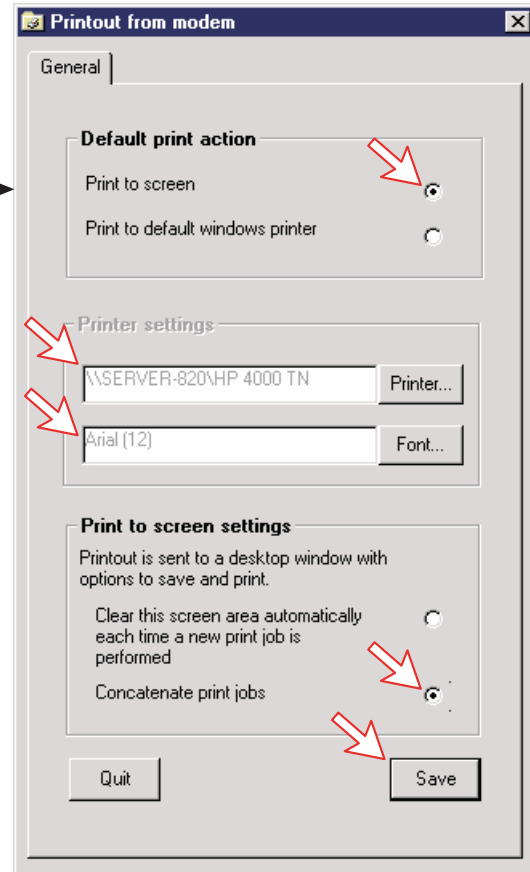 Printout from modem
General
Default print action
Print to screen
Print to default windows printer
Printer settings
\\SERVER-820\HP 4000 TN
Printer...
Arial (12)
Font...
Print to screen settings
Printout is sent to a desktop window with
options to save and print.
Clear this screen area automatically
each time a new print job is
performed
Concatenate print jobs
Quit
Save